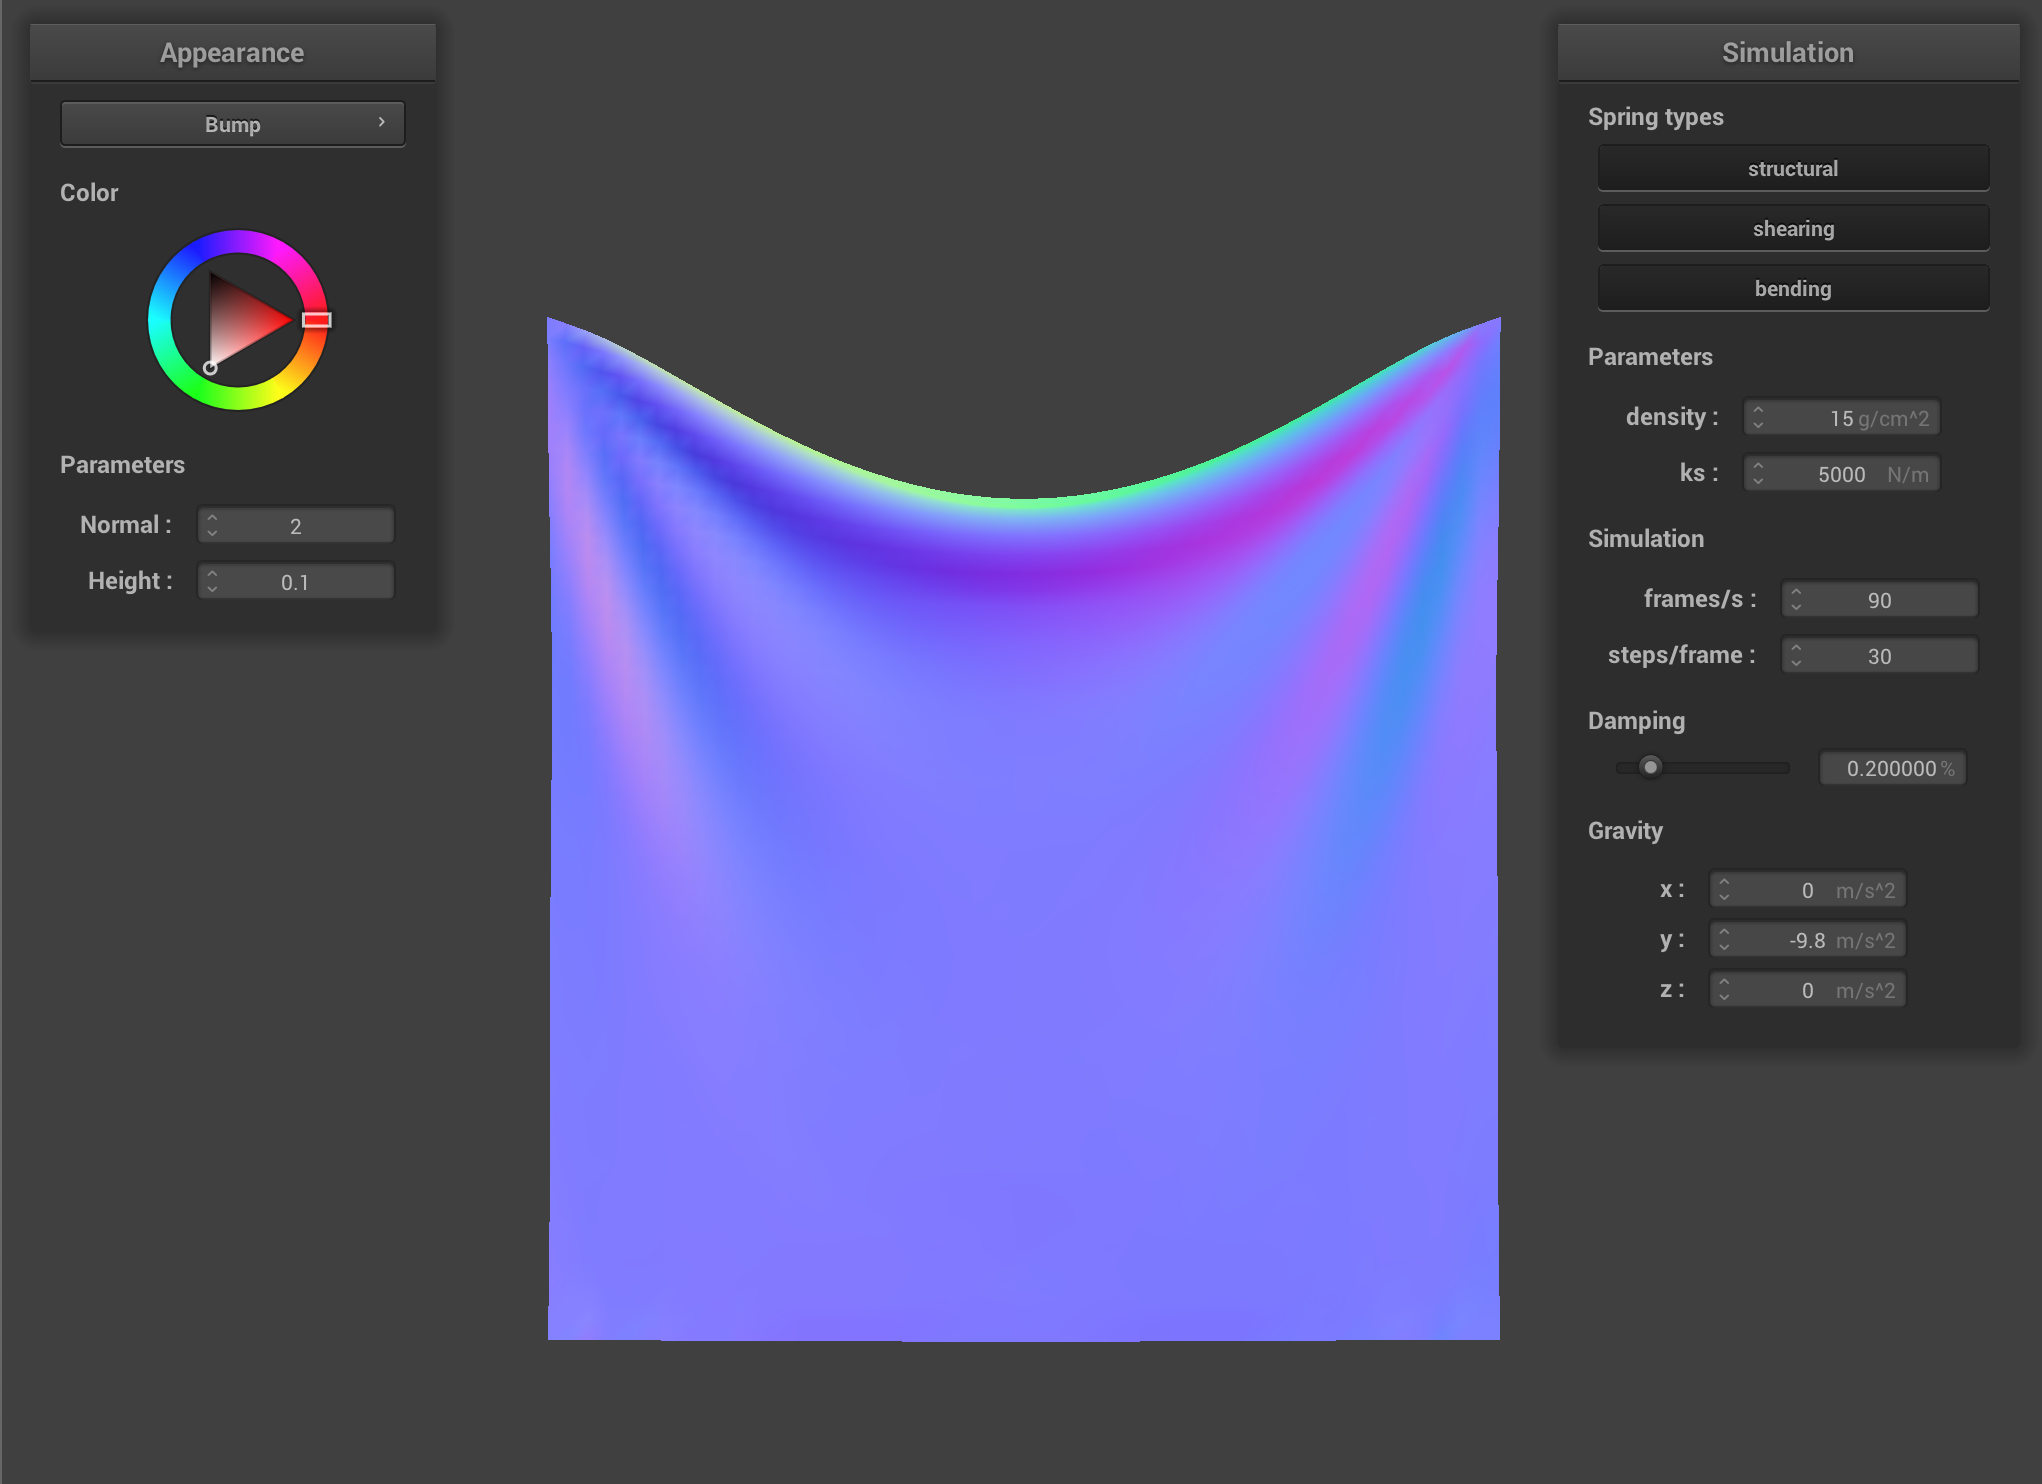 Appearance
Bump
Color
Parameters
Normal : 2
Height : 0.1
Simulation
Spring types
structural
shearing
bending
Parameters
density : 15 g/cm^2
ks : 5000 N/m
Simulation
frames/s : 90
steps/frame : 30
Damping
0.200000 %
Gravity
x : 0 m/s^2
y : -9.8 m/s^2
z : 0 m/s^2